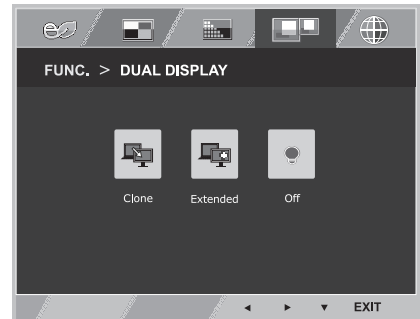 FUNC. > DUAL DISPLAY
Clone Extended Off
◄ ► ▼ EXIT